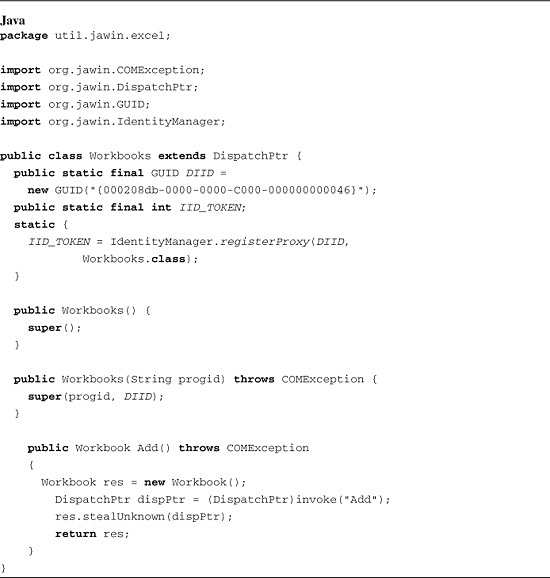 Java
package util.jawin.excel;
import org.jawin.COMException;
import org.jawin.DispatchPtr;
import org.jawin.GUID;
import org.jawin.IdentityManager;
public class Workbooks extends DispatchPtr {
public static final GUID DIID =
new GUID("{000208db-0000-0000-C000-000000000046}");
public static final int IID_TOKEN;
static {
IID_TOKEN = IdentityManager.registerProxy(DIID,
Workbooks.class);
}
public Workbooks() {
super();
}
public Workbooks(String progid) throws COMException {
super(progid, DIID);
}
public Workbook Add() throws COMException
{
Workbook res = new Workbook();
DispatchPtr dispPtr = (DispatchPtr)invoke("Add");
res.stealUnknown(dispPtr);
return res;
}
}